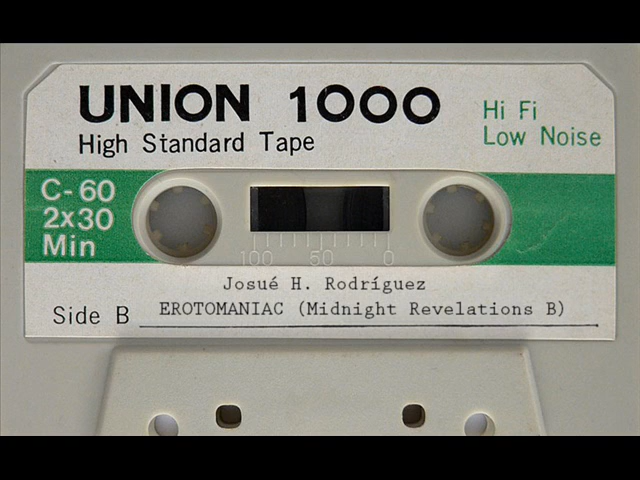 UNION 1000
High Standard Tape
Hi Fi
Low Noise
C-60
2x30
Min
100 50 0
Josué H. Rodríguez
Side B EROTOMANIAC (Midnight Revelations B)